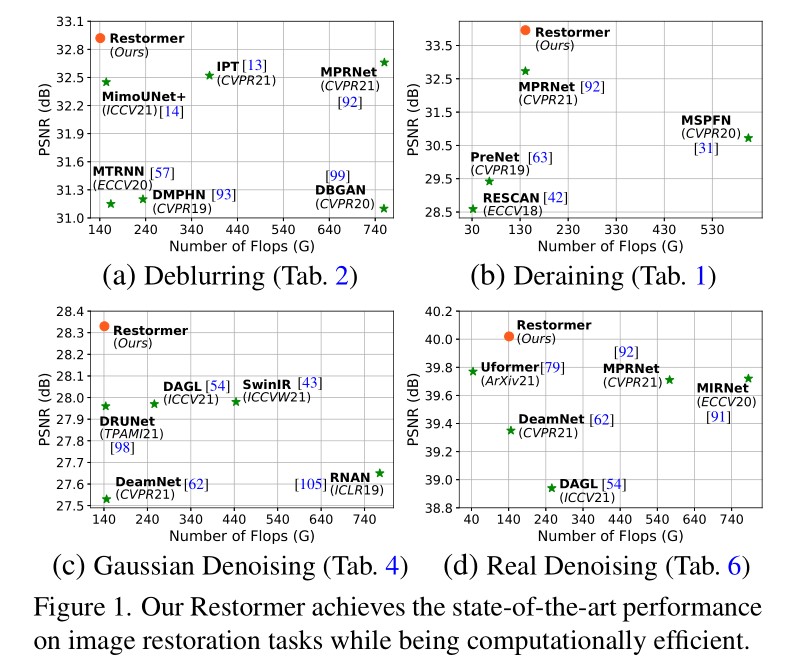 33.1
32.8
32.5
32.2
31.9
31.6
31.3
31.0
PSNR (dB)
Restormer
(Ours)
IPT [13]
(CVPR21)
MPRNet
(CVPR21)
[92]
MimoUNet+
(ICCV21) [14]
MTRNN [57]
(ECCV20)
DMPHN [93]
(CVPR19)
[99]
DBGAN
(CVPR20)
140 240 340 440 540 640 740
Number of Flops (G)
(a) Deblurring (Tab. 2)
33.5
32.5
31.5
30.5
29.5
28.5
PSNR (dB)
Restormer
(Ours)
MPRNet [92]
(CVPR21)
MSPFN
(CVPR20)
[31]
PreNet [63]
(CVPR19)
RESCAN [42]
(ECCV18)
30 130 230 330 430 530
Number of Flops (G)
(b) Deraining (Tab. 1)
28.4
28.3
28.2
28.1
28.0
27.9
27.8
27.7
27.6
27.5
PSNR (dB)
Restormer
(Ours)
DAGL [54]
(ICCV21)
SwinIR [43]
(ICCVW21)
DRUNet
(TPAMI21)
[98]
DeamNet [62]
(CVPR21)
[105] RNAN
(ICLR19)
140 240 340 440 540 640 740
Number of Flops (G)
(c) Gaussian Denoising (Tab. 4)
40.2
40.0
39.8
39.6
39.4
39.2
39.0
38.8
PSNR (dB)
Restormer
(Ours)
Uformer [79]
(ArXiv21)
[92]
MPRNet
(CVPR21)
MIRNet
(ECCV20)
[91]
DeamNet [62]
(CVPR21)
DAGL [54]
(ICCV21)
40 140 240 340 440 540 640 740
Number of Flops (G)
(d) Real Denoising (Tab. 6)
Figure 1. Our Restormer achieves the state-of-the-art performance
on image restoration tasks while being computationally efficient.